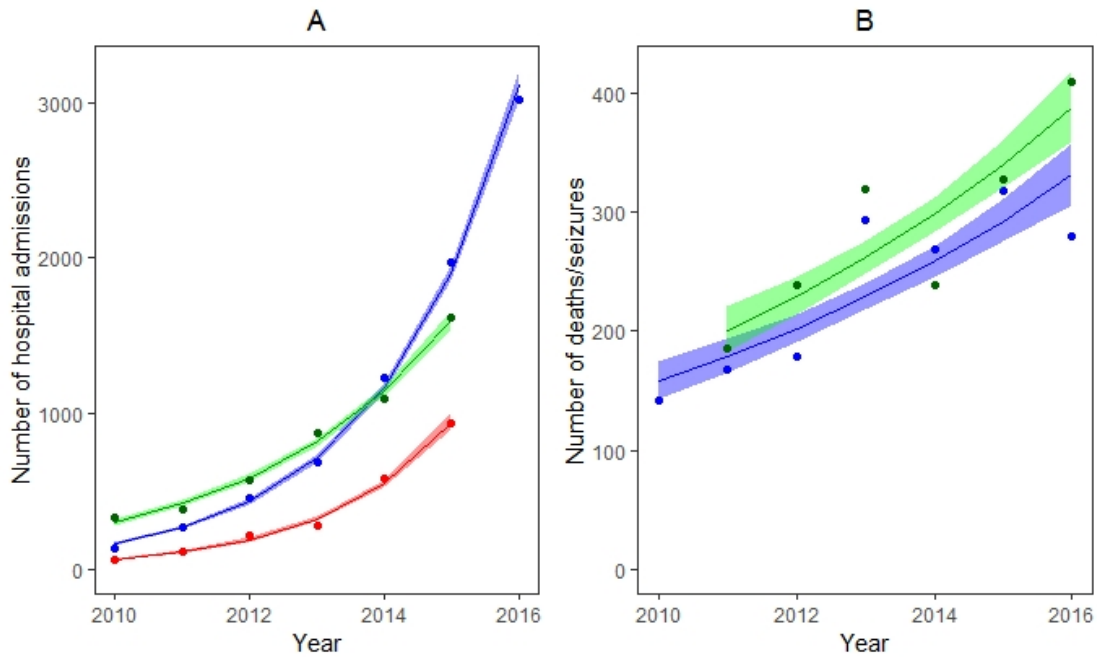 A
Number of hospital admissions
3000
2000
1000
0
2010
2012
2014
2016
Year
B
Number of deaths/seizures
400
300
200
100
0
2010
2012
2014
2016
Year